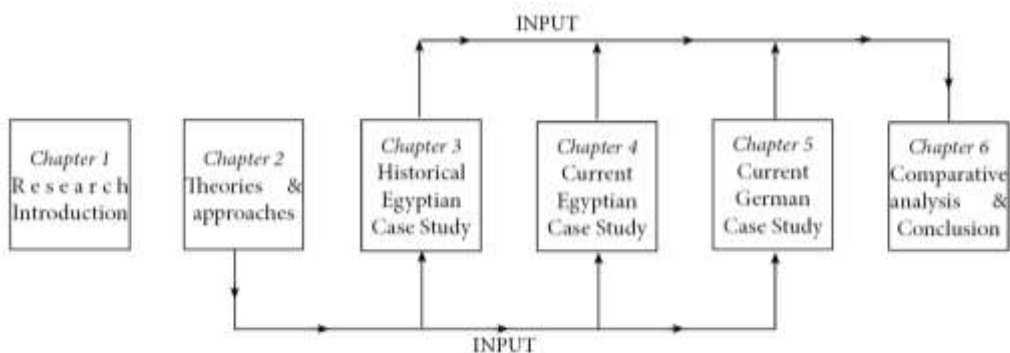 INPUT
Chapter 1
Research
Introduction
Chapter 2
Theories &
approaches
Chapter 3
Historical
Egyptian
Case Study
Chapter 4
Current
Egyptian
Case Study
Chapter 5
Current
German
Case Study
Chapter 6
Comparative
analysis &
Conclusion
INPUT